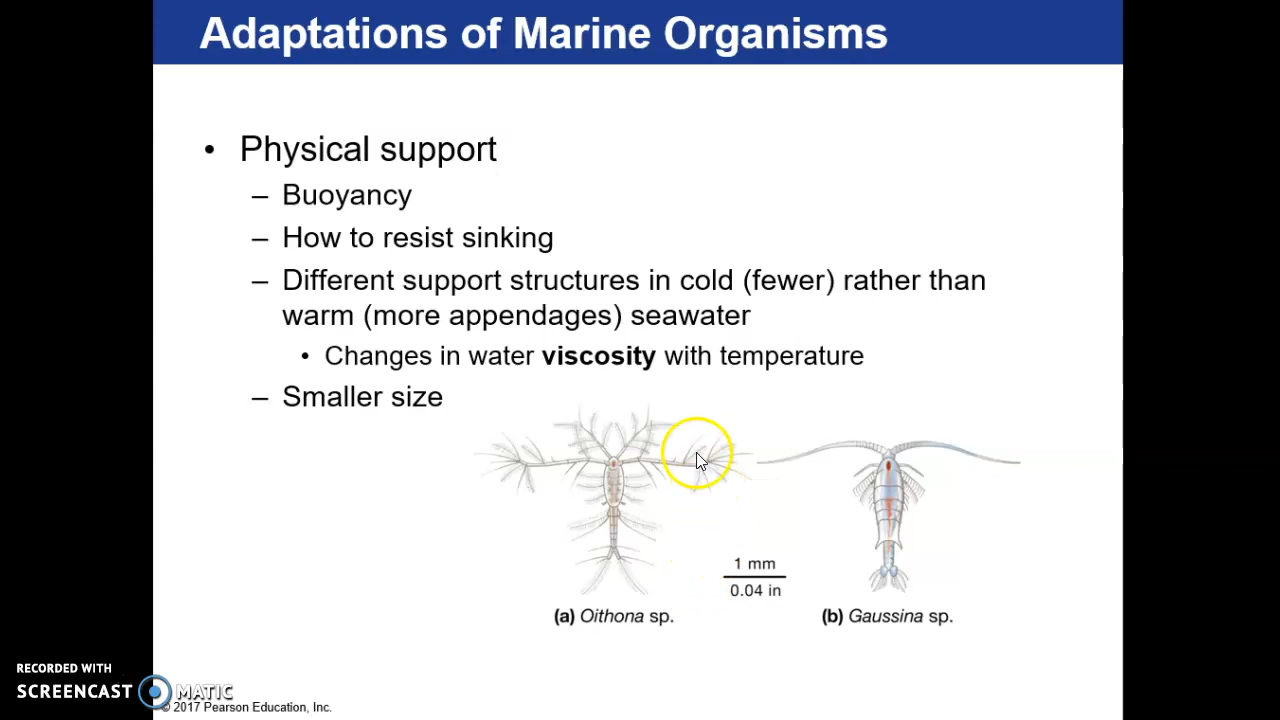 Adaptations of Marine Organisms
• Physical support
– Buoyancy
– How to resist sinking
– Different support structures in cold (fewer) rather than
warm (more appendages) seawater
• Changes in water viscosity with temperature
– Smaller size
1 mm
0.04 in
(a) Oithona sp.
(b) Gaussina sp.
RECORDED WITH
SCREENCAST MATIC
© 2017 Pearson Education, Inc.